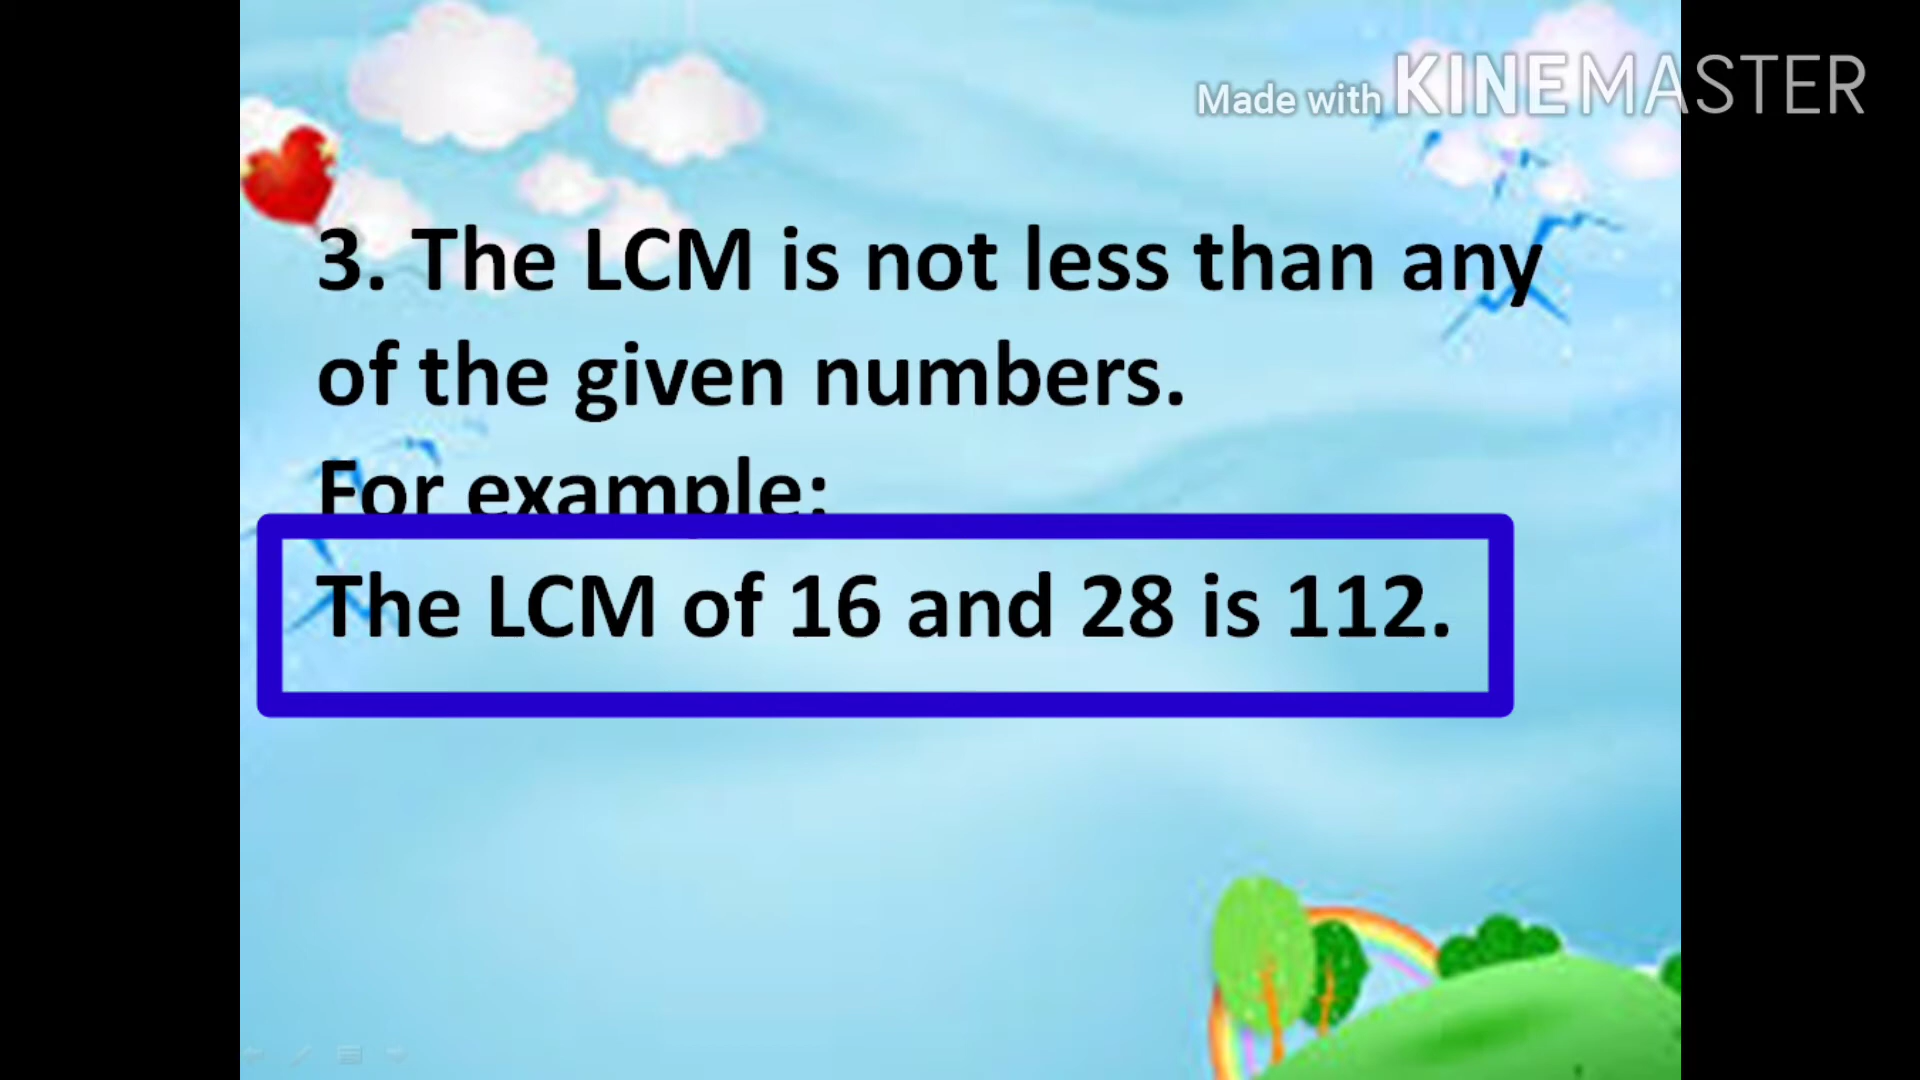 Made with KINEMASTER
3. The LCM is not less than any
of the given numbers.
For example:
The LCM of 16 and 28 is 112.